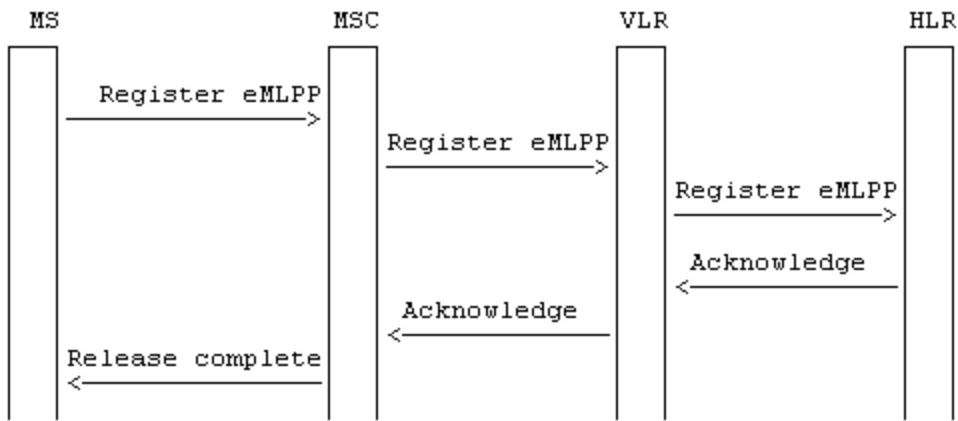 MS MSC VLR HLR
Register eMLPP
Register eMLPP
Register eMLPP
Acknowledge
Acknowledge
Release complete